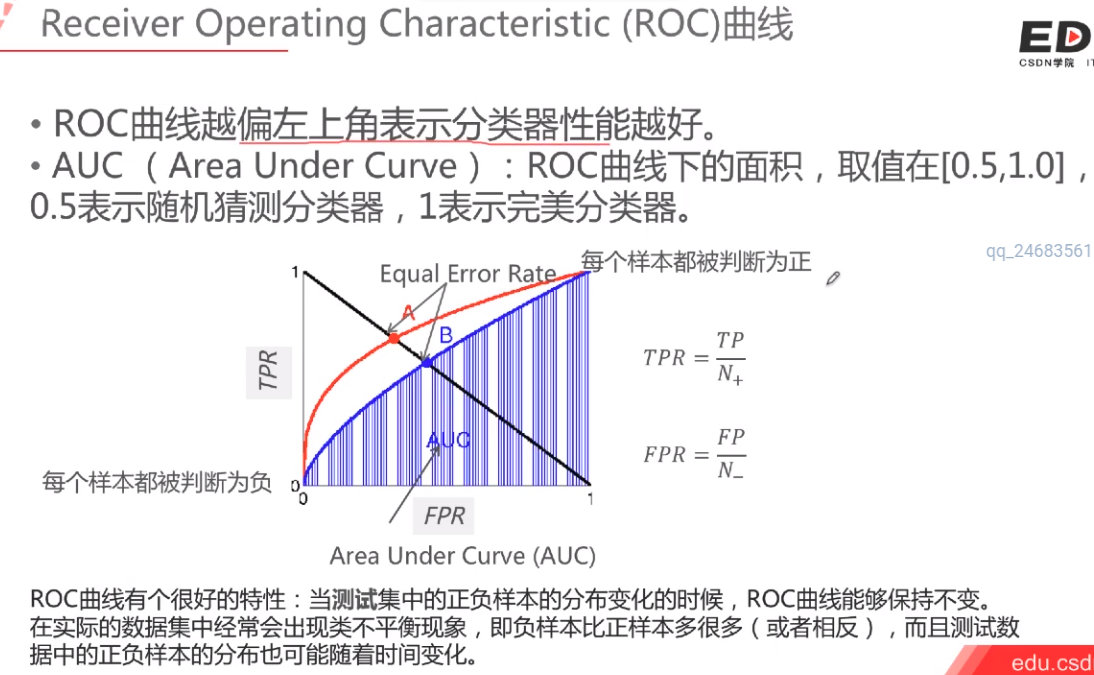 Receiver Operating Characteristic (ROC)曲线
ED
CSDN学院
• ROC曲线越偏左上角表示分类器性能越好。
• AUC （ Area Under Curve ）：ROC曲线下的面积，取值在[0.5,1.0]，
0.5表示随机猜测分类器，1表示完美分类器。
qq_24683561
每个样本都被判断为正
1
Equal Error Rate
A
B
TPR
TPR = TP / N+
AUC
FPR = FP / N−
每个样本都被判断为负
0
0
1
FPR
Area Under Curve (AUC)
ROC曲线有个很好的特性：当测试集中的正负样本的分布变化的时候，ROC曲线能够保持不变。
在实际的数据集中经常会出现类不平衡现象，即负样本比正样本多很多（或者相反），而且测试数
据中的正负样本的分布也可能随着时间变化。
edu.csd